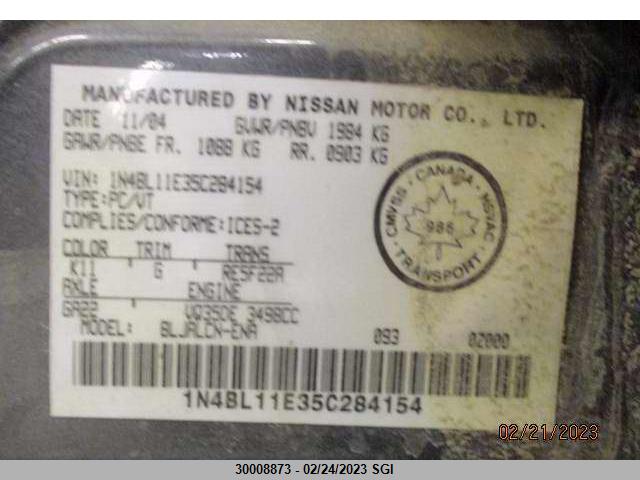 MANUFACTURED BY NISSAN MOTOR CO., LTD.
DATE 11/04 GVWR/PNBV 1984 KG
GAWR/PNBE FR. 1088 KG RR. 0903 KG
VIN: 1N4BL11E35C284154
TYPE:PC/VT
COMPLIES/CONFORME:ICES-2
CMVSS · CANADA · NSVAC · TRANSPORT ·
986
COLOR TRIM TRANS
K11 G RE5F22A
AXLE ENGINE
GA22 VQ35DE 3498CC
MODEL: BLJALCN-ENA 093 02000
1N4BL11E35C284154
02/21/2023
30008873 - 02/24/2023 SGI